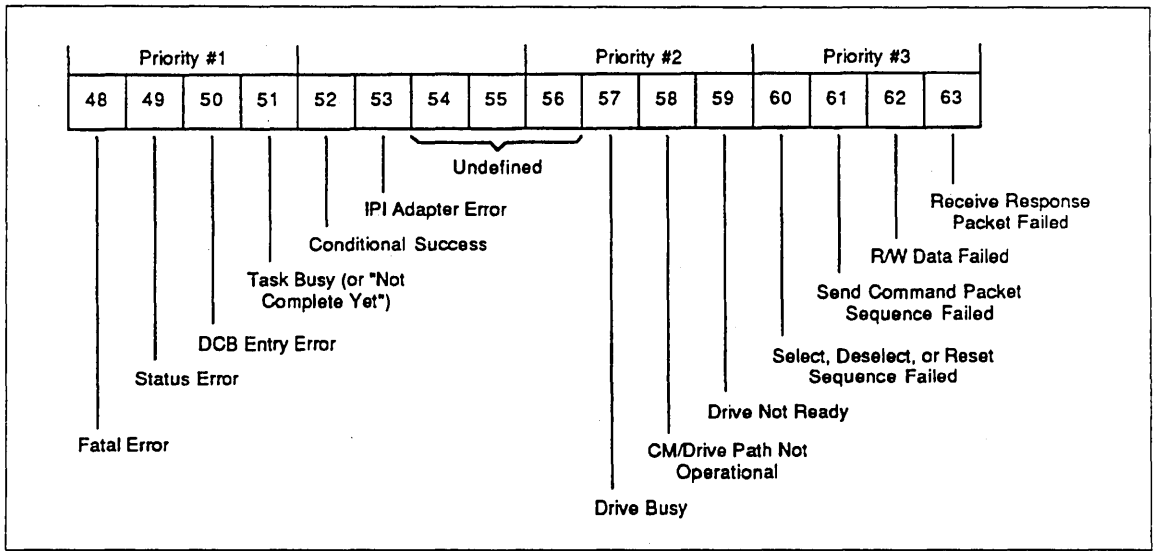 Priority #1 Priority #2 Priority #3
48 49 50 51 52 53 54 55 56 57 58 59 60 61 62 63
Undefined
IPI Adapter Error
Receive Response
Packet Failed
Conditional Success
R/W Data Failed
Task Busy (or "Not
Complete Yet")
Send Command Packet
Sequence Failed
DCB Entry Error
Select, Deselect, or Reset
Sequence Failed
Status Error
Drive Not Ready
Fatal Error
CM/Drive Path Not
Operational
Drive Busy